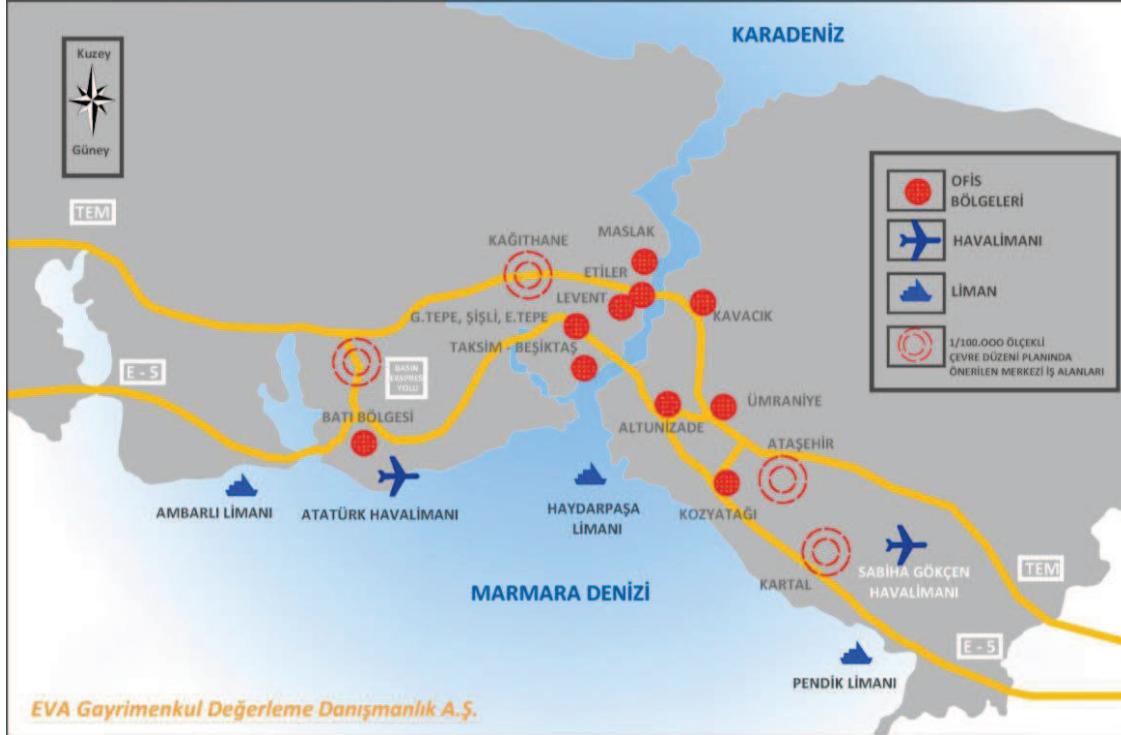 KARADENİZ
Kuzey
Güney
OFİS
BÖLGELERİ
HAVALİMANI
LİMAN
1/100.OOO ÖLÇEKLİ
ÇEVRE DÜZENİ PLANINDA
ÖNERİLEN MERKEZİ İŞ ALANLARI
TEM
KAĞITHANE
MASLAK
ETİLER
LEVENT
KAVACIK
G.TEPE, ŞİŞLİ, E.TEPE
TAKSİM - BEŞİKTAŞ
BASIN
EKSPRES
YOLU
E - 5
BATI BÖLGESİ
ALTUNİZADE
ÜMRANİYE
ATAŞEHİR
KOZYATAĞI
AMBARLI LİMANI
ATATÜRK HAVALİMANI
HAYDARPAŞA
LİMANI
KARTAL
SABİHA GÖKÇEN
HAVALİMANI
TEM
MARMARA DENİZİ
E - 5
PENDİK LİMANI
EVA Gayrimenkul Değerleme Danışmanlık A.Ş.